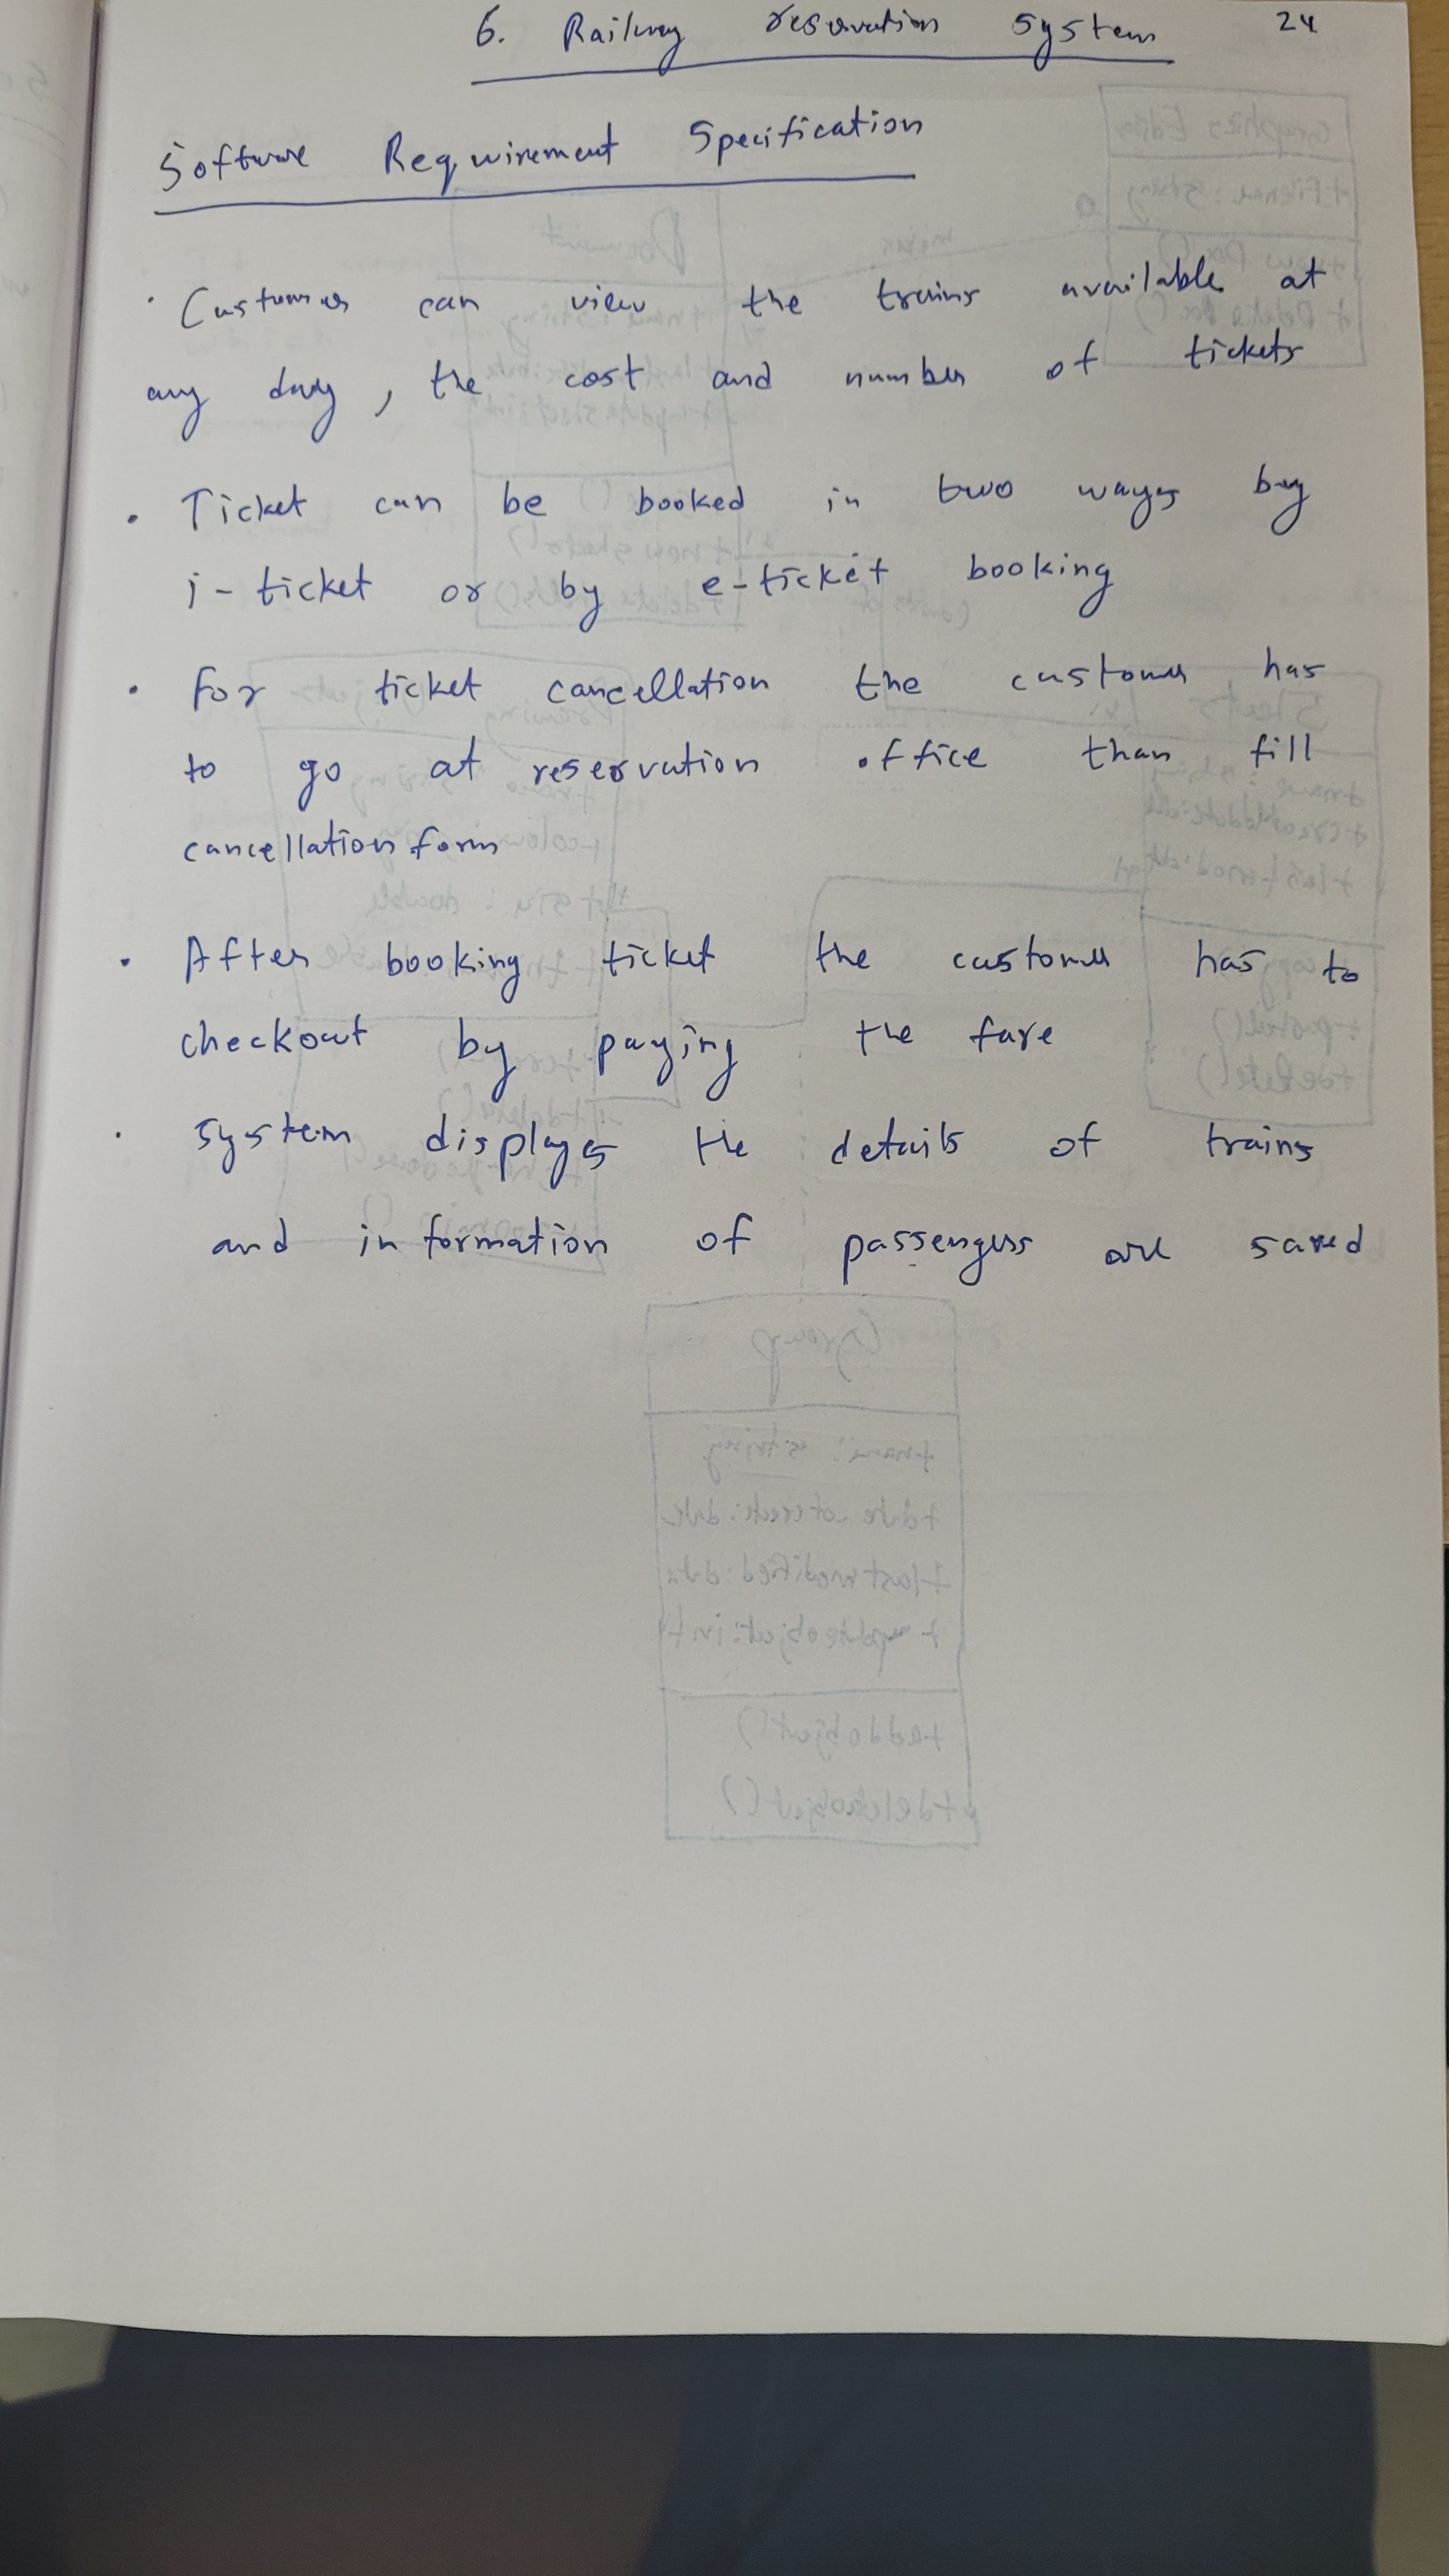 6. Railway reservation system 24
Software Requirement Specification
· Customers can view the trains available at
any day, the cost and number of tickets
· Ticket can be booked in two ways by
i-ticket or by e-ticket booking
· For ticket cancellation the customer has
to go at reservation office than fill
cancellation form
· After booking ticket the customer has to
checkout by paying the fare
· system displays the details of trains
and information of passengers are saved